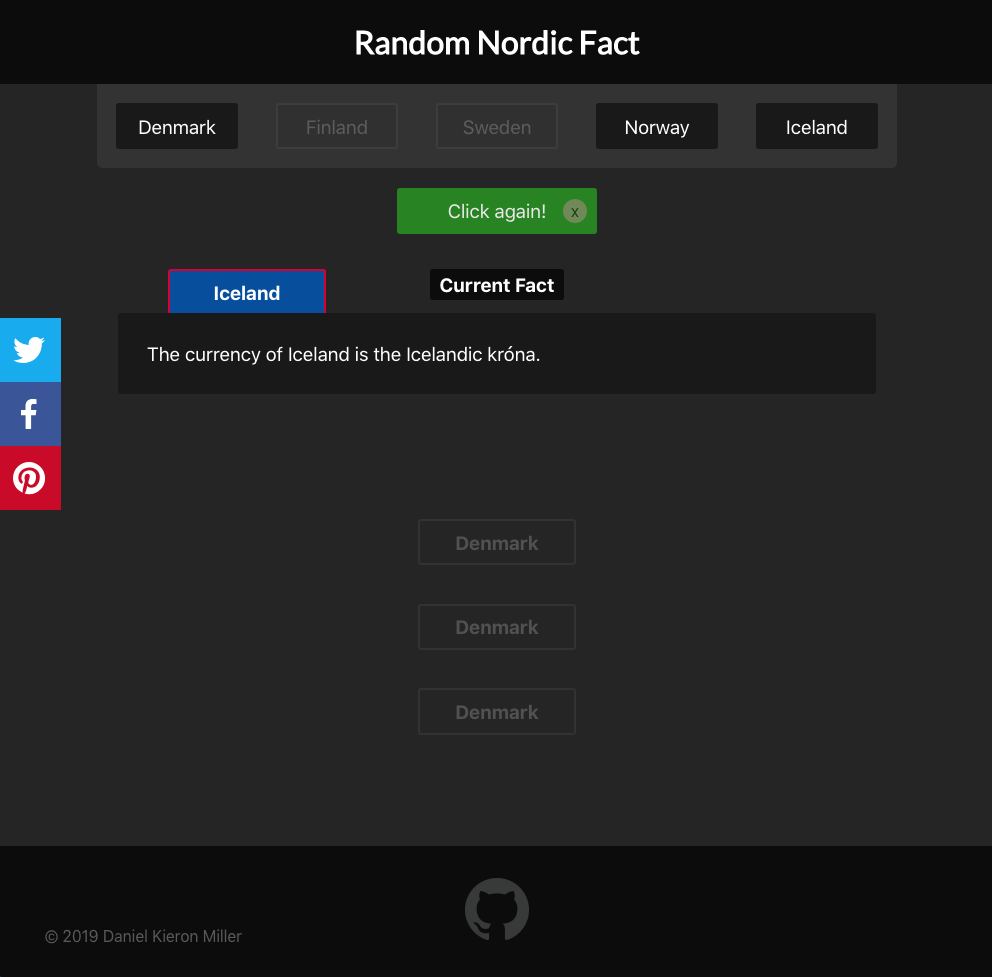 Random Nordic Fact
Denmark Finland Sweden Norway Iceland
Click again! x
Iceland Current Fact
The currency of Iceland is the Icelandic króna.
Denmark
Denmark
Denmark
© 2019 Daniel Kieron Miller